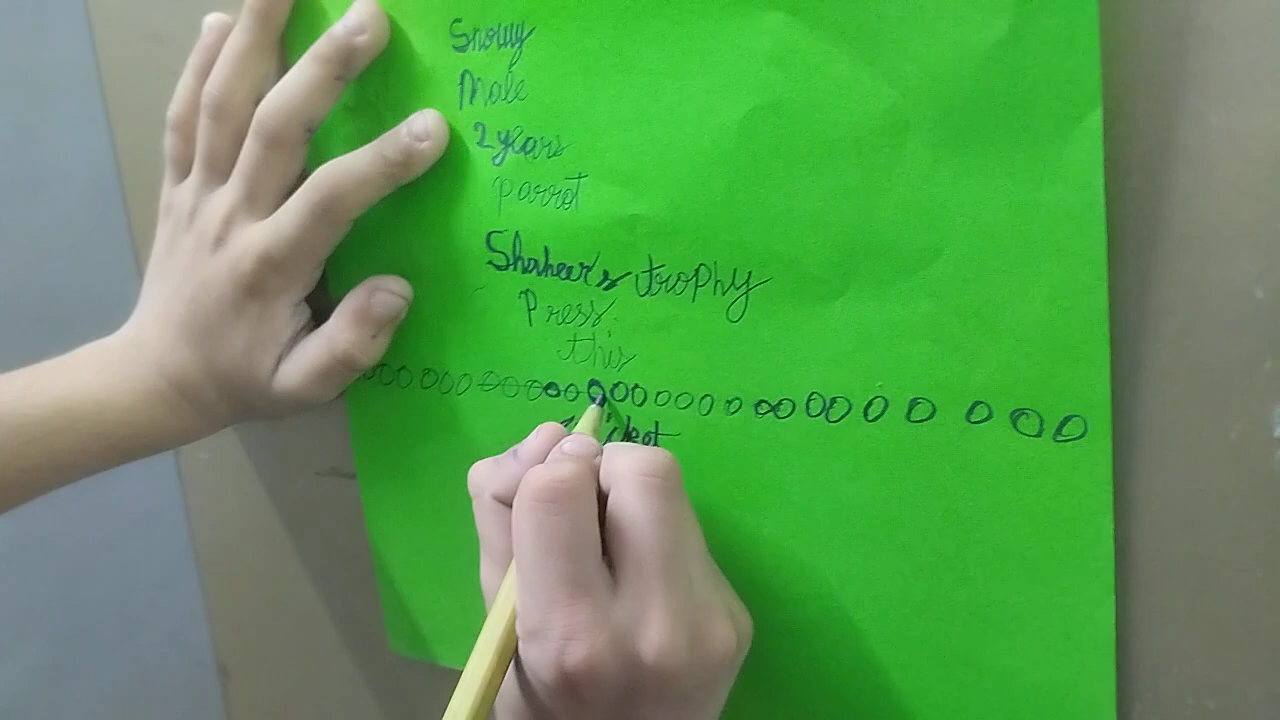 Snowy
Male
2 years
parrot
Shaheer's trophy
Press
this